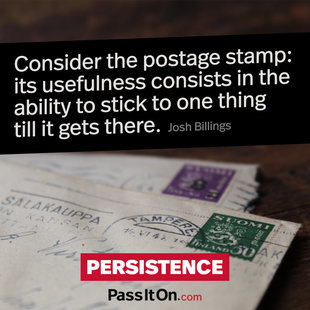 Consider the postage stamp:
its usefulness consists in the
ability to stick to one thing
till it gets there. Josh Billings
SALAKAUPPA
TAMPERE
SUOMI
FINLAND
PERSISTENCE
PassItOn.com